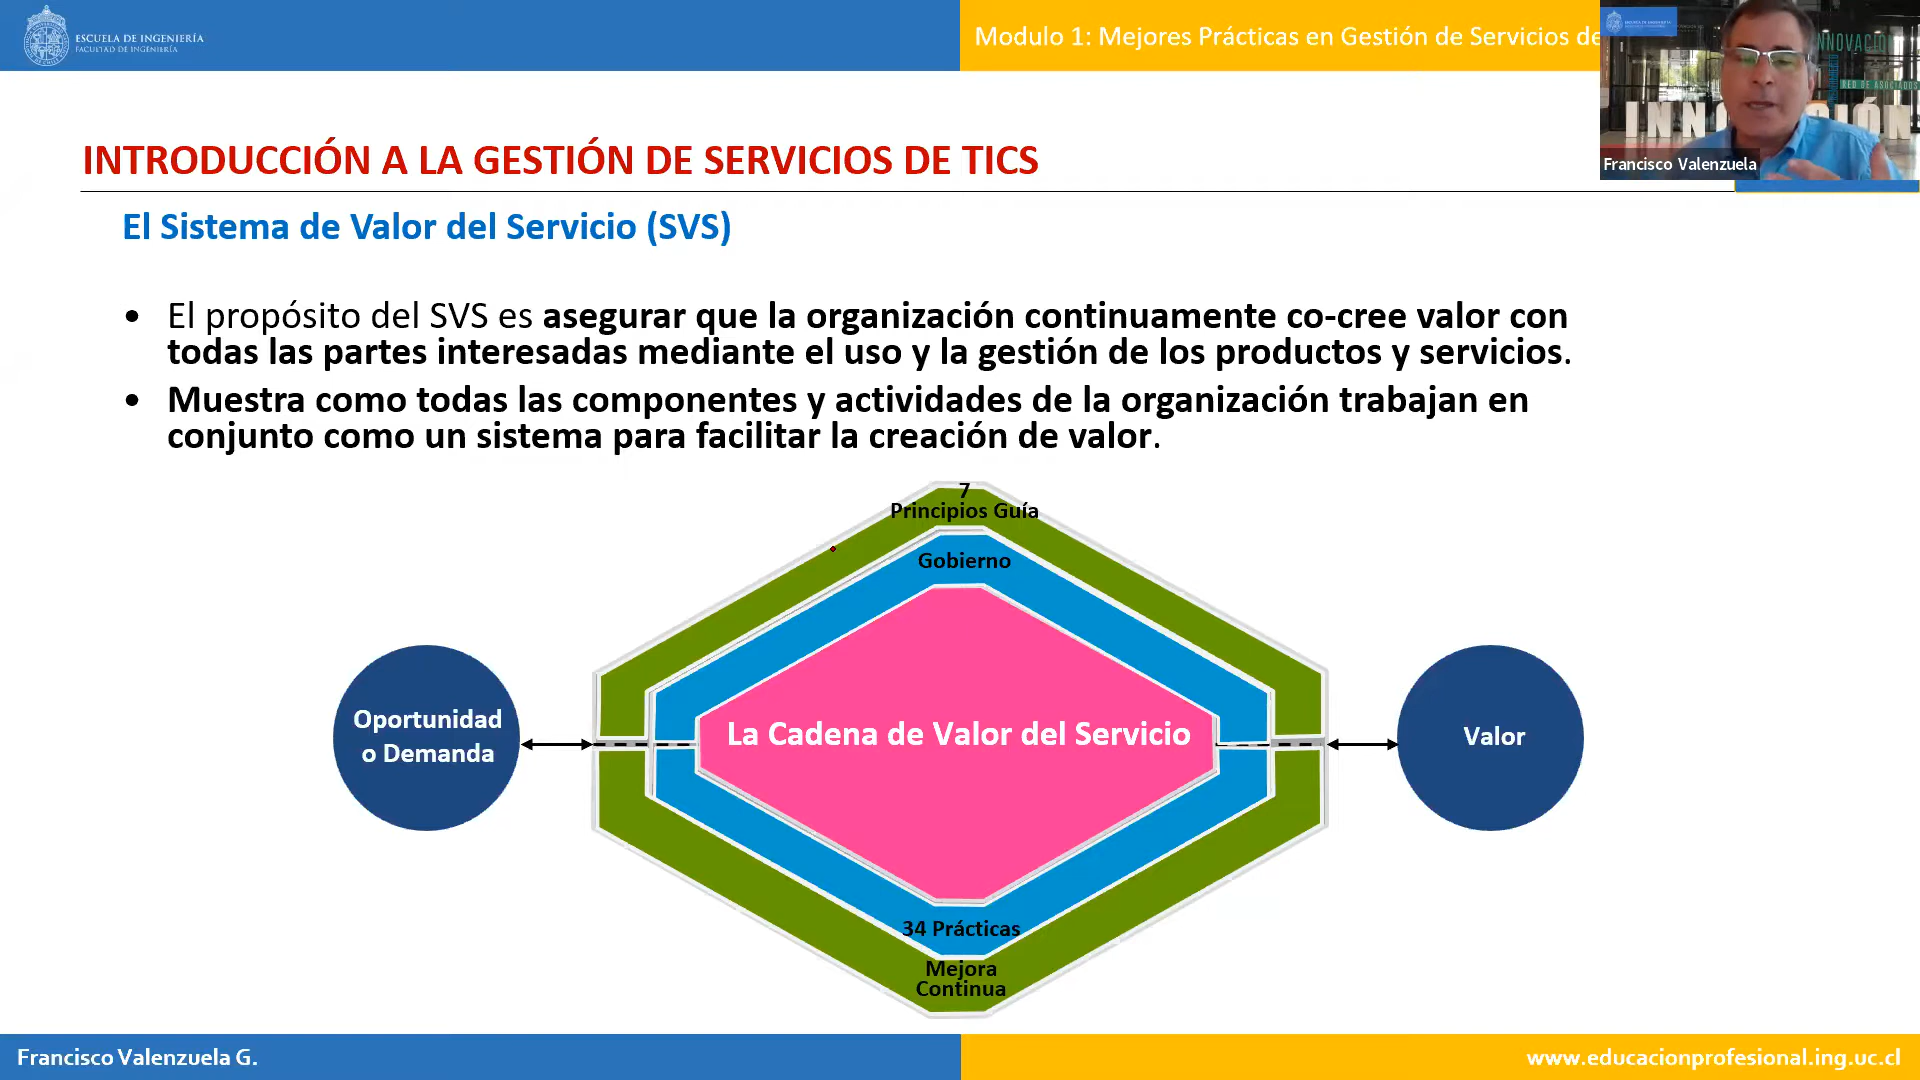 ESCUELA DE INGENIERÍA
FACULTAD DE INGENIERÍA
Modulo 1: Mejores Prácticas en Gestión de Servicios de
NNOVACIÓN
RED DE ASOCIADOS
Francisco Valenzuela
INTRODUCCIÓN A LA GESTIÓN DE SERVICIOS DE TICS
El Sistema de Valor del Servicio (SVS)
• El propósito del SVS es asegurar que la organización continuamente co-cree valor con
todas las partes interesadas mediante el uso y la gestión de los productos y servicios.
• Muestra como todas las componentes y actividades de la organización trabajan en
conjunto como un sistema para facilitar la creación de valor.
7
Principios Guía
Gobierno
Oportunidad
o Demanda
La Cadena de Valor del Servicio
Valor
34 Prácticas
Mejora
Continua
Francisco Valenzuela G.
www.educacionprofesional.ing.uc.cl